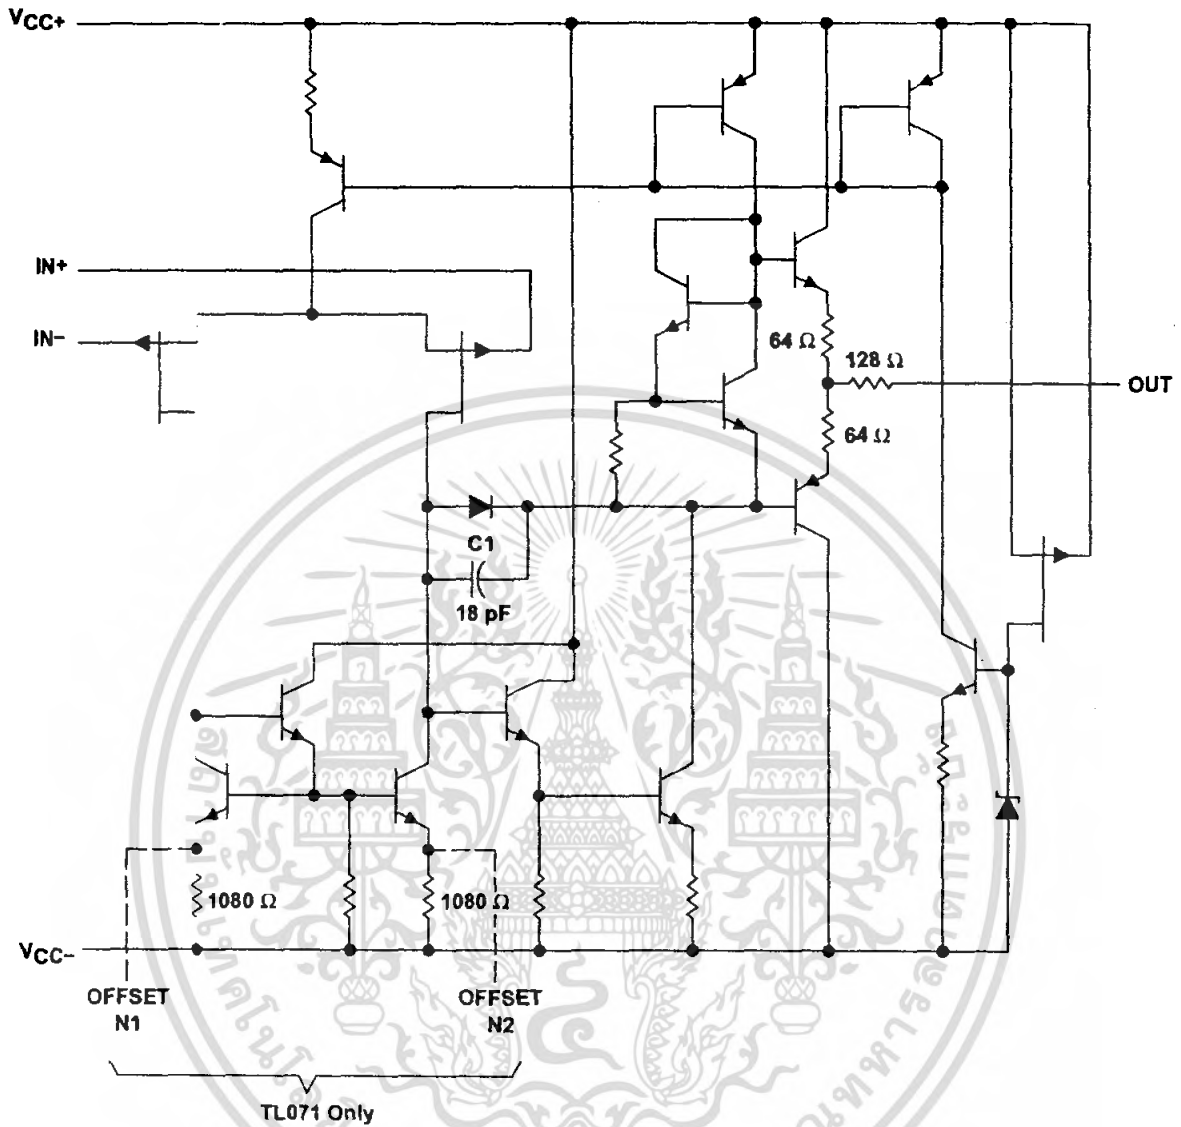 VCC+
IN+
IN−
64 Ω
128 Ω
OUT
64 Ω
C1
18 pF
1080 Ω
1080 Ω
VCC−
OFFSET
N1
OFFSET
N2
TL071 Only